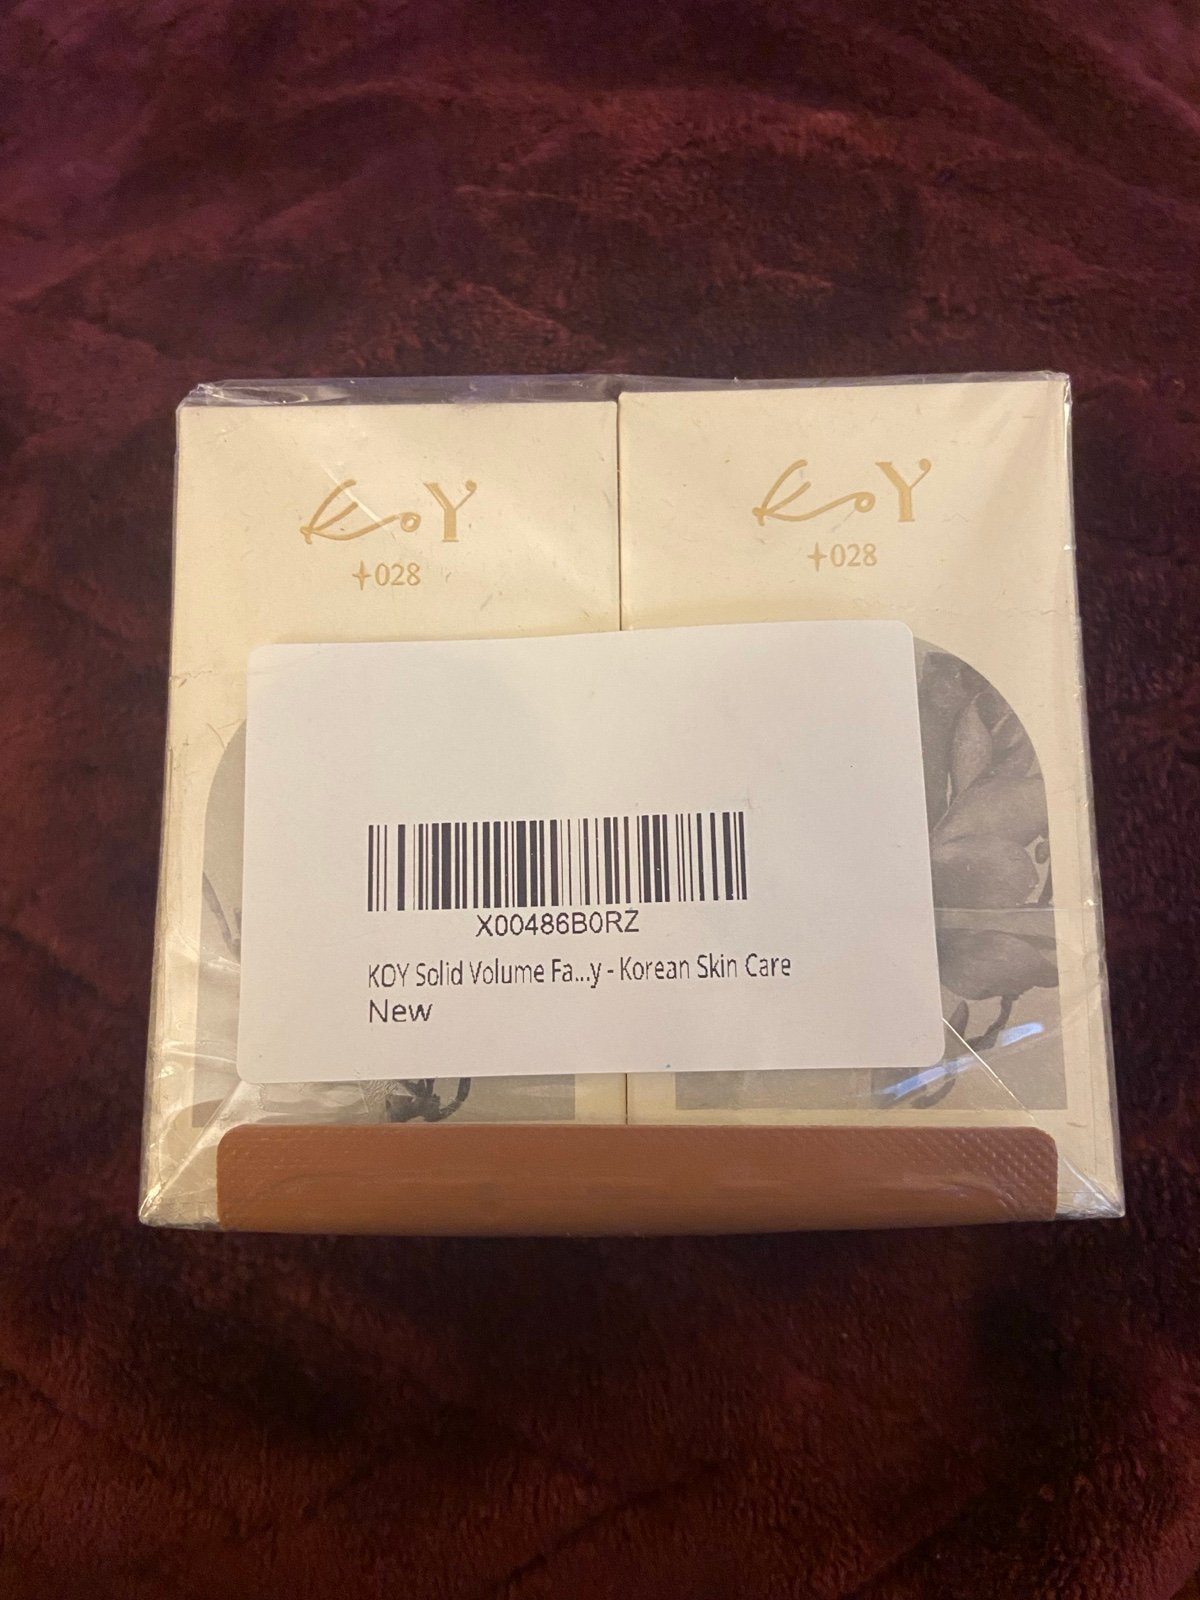 KOY
+028
KOY
+028
X00486B0RZ
KOY Solid Volume Fa...y - Korean Skin Care
New